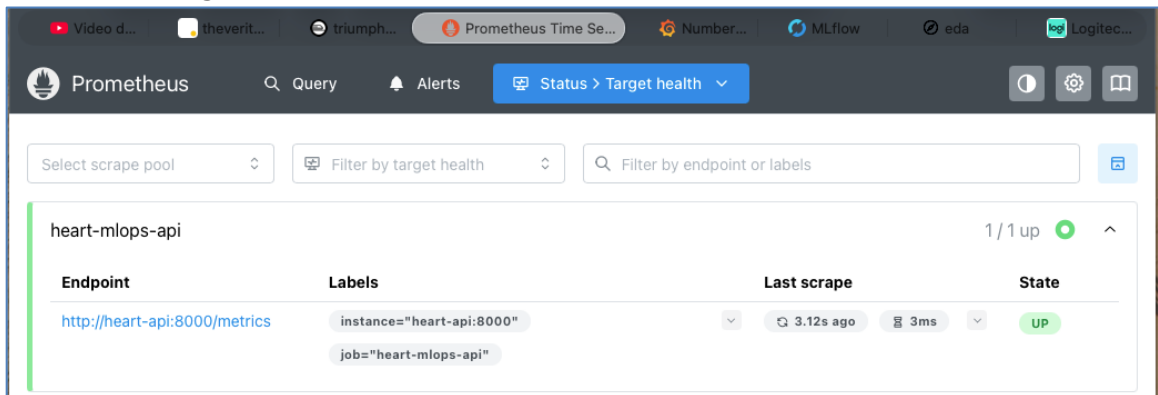 Video d... theverit... triumph... Prometheus Time Se... Number... MLflow eda Logitec...
Prometheus Query Alerts Status > Target health
Select scrape pool Filter by target health Filter by endpoint or labels
heart-mlops-api 1 / 1 up
Endpoint Labels Last scrape State
http://heart-api:8000/metrics instance="heart-api:8000" 3.12s ago 3ms UP
job="heart-mlops-api"